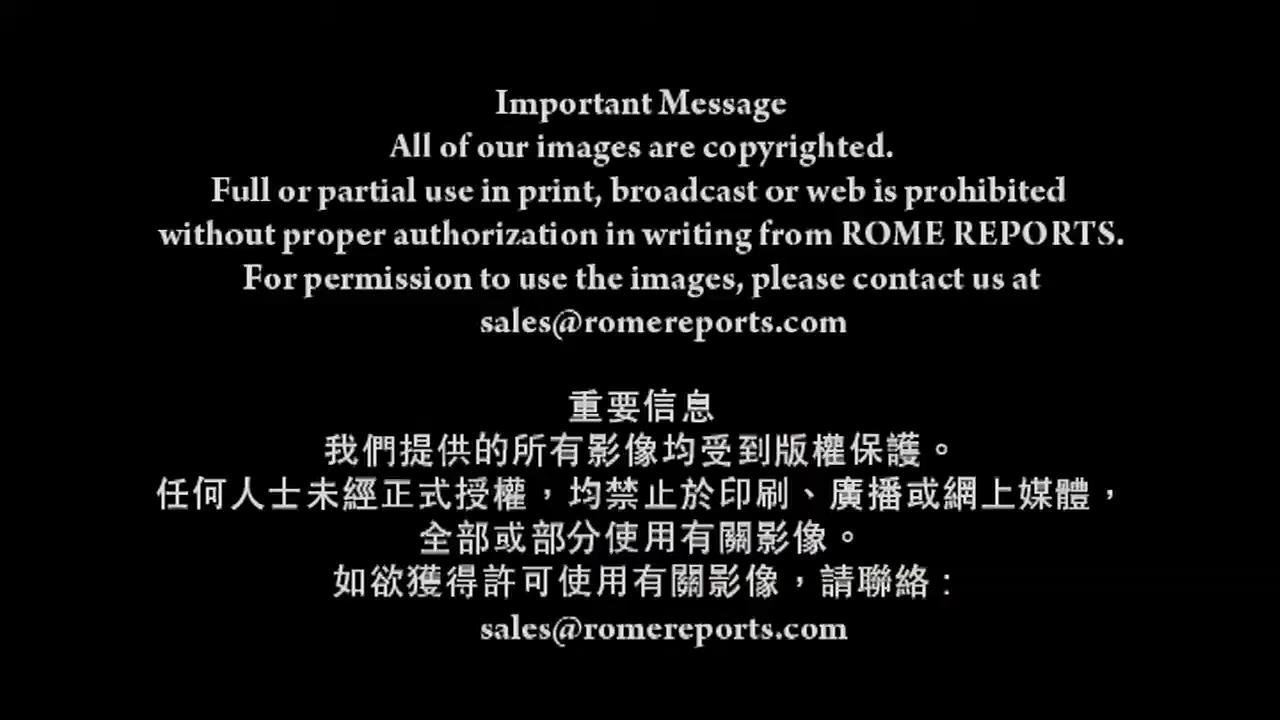 Important Message
All of our images are copyrighted.
Full or partial use in print, broadcast or web is prohibited
without proper authorization in writing from ROME REPORTS.
For permission to use the images, please contact us at
sales@romereports.com
重要信息
我們提供的所有影像均受到版權保護。
任何人士未經正式授權，均禁止於印刷、廣播或網上媒體，
全部或部分使用有關影像。
如欲獲得許可使用有關影像，請聯絡：
sales@romereports.com